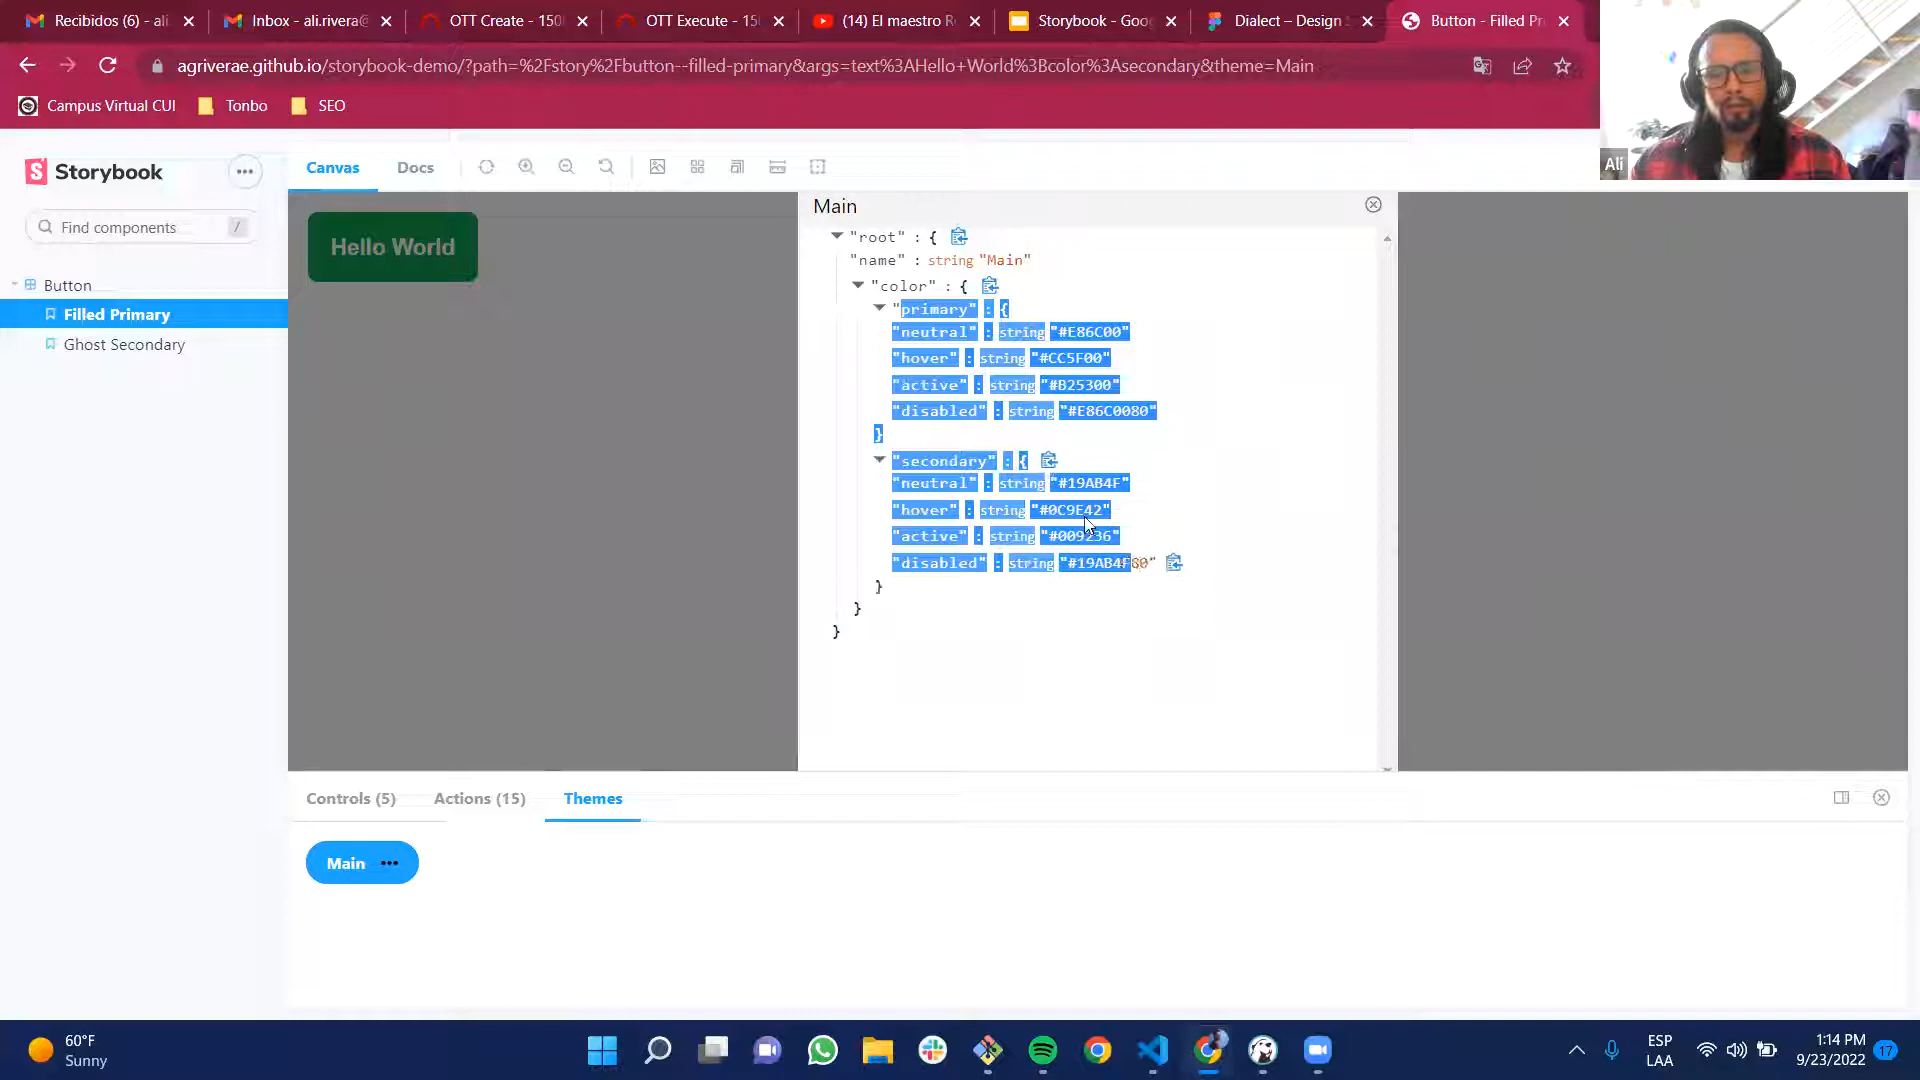 Recibidos (6) - ali
Inbox - ali.rivera@
OTT Create - 150
OTT Execute - 15
(14) El maestro R
Storybook - Goo
Dialect – Design
Button - Filled Pr
agriverae.github.io/storybook-demo/?path=%2Fstory%2Fbutton--filled-primary&args=text%3AHello+World%3Bcolor%3Asecondary&theme=Main
Campus Virtual CUI
Tonbo
SEO
Ali
Storybook
Canvas
Docs
Find components
/
Button
Filled Primary
Ghost Secondary
Hello World
Main
"root" : {
"name" : string "Main"
"color" : {
"primary" : {
"neutral" : string "#E86C00"
"hover" : string "#CC5F00"
"active" : string "#B25300"
"disabled" : string "#E86C0080"
}
"secondary" : {
"neutral" : string "#19AB4F"
"hover" : string "#0C9E42"
"active" : string "#009236"
"disabled" : string "#19AB4F80"
}
}
}
Controls (5)
Actions (15)
Themes
Main
60°F
Sunny
ESP
LAA
1:14 PM
9/23/2022
17